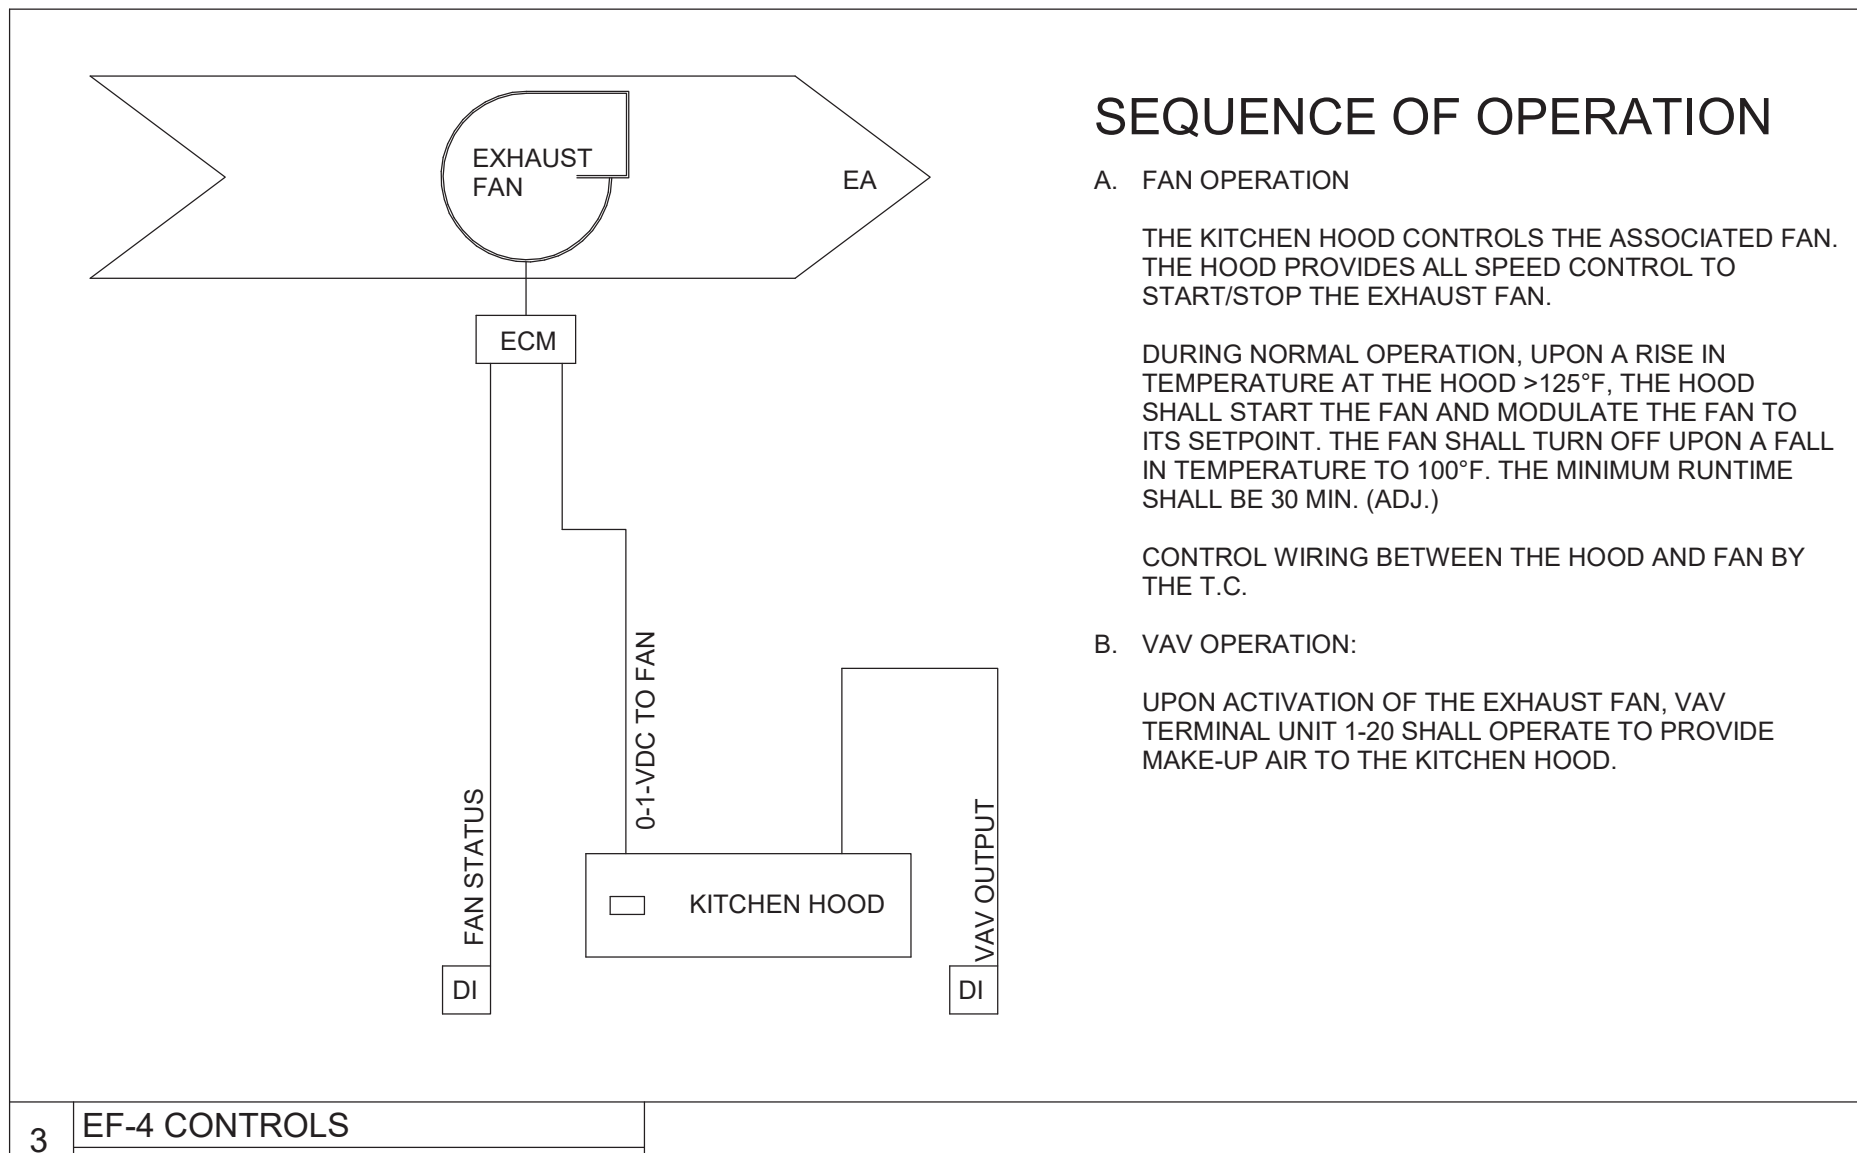 EXHAUST
FAN
EA
ECM
FAN STATUS
0-1-VDC TO FAN
VAV OUTPUT
KITCHEN HOOD
DI
DI
SEQUENCE OF OPERATION
A. FAN OPERATION
THE KITCHEN HOOD CONTROLS THE ASSOCIATED FAN.
THE HOOD PROVIDES ALL SPEED CONTROL TO
START/STOP THE EXHAUST FAN.
DURING NORMAL OPERATION, UPON A RISE IN
TEMPERATURE AT THE HOOD >125°F, THE HOOD
SHALL START THE FAN AND MODULATE THE FAN TO
ITS SETPOINT. THE FAN SHALL TURN OFF UPON A FALL
IN TEMPERATURE TO 100°F. THE MINIMUM RUNTIME
SHALL BE 30 MIN. (ADJ.)
CONTROL WIRING BETWEEN THE HOOD AND FAN BY
THE T.C.
B. VAV OPERATION:
UPON ACTIVATION OF THE EXHAUST FAN, VAV
TERMINAL UNIT 1-20 SHALL OPERATE TO PROVIDE
MAKE-UP AIR TO THE KITCHEN HOOD.
3
EF-4 CONTROLS